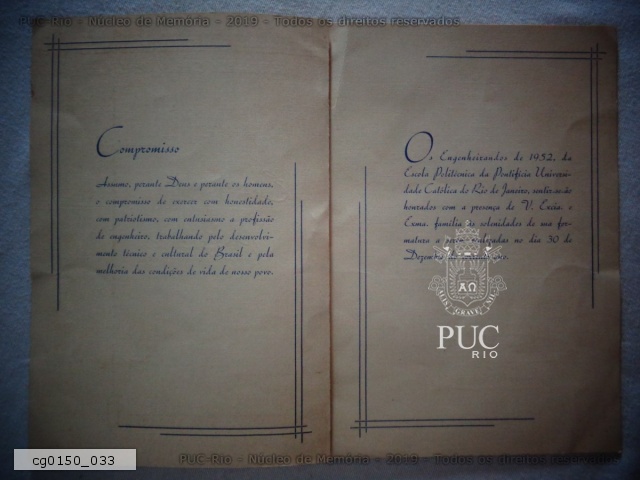 PUC-Rio - Núcleo de Memória - 2019 - Todos os direitos reservados
Compromisso
Assumo, perante Deus e perante os homens,
o compromisso de exercer com honestidade,
com patriotismo, com entusiasmo a profissão
de engenheiro, trabalhando pelo desenvolvi-
mento técnico e cultural do Brasil e pela
melhoria das condições de vida de nosso povo.
Os Engenheirandos de 1952, da
Escola Politécnica da Pontifícia Universi-
dade Católica do Rio de Janeiro, sentir-se-ão
honrados com a presença de V. Excia. e
Exma. família às solenidades de sua for-
matura a serem realizadas no dia 30 de
Dezembro
ALIS GRAVE NIL
ΑΩ
PUC
RIO
cg0150_033
PUC-Rio - Núcleo de Memória - 2019 - Todos os direitos